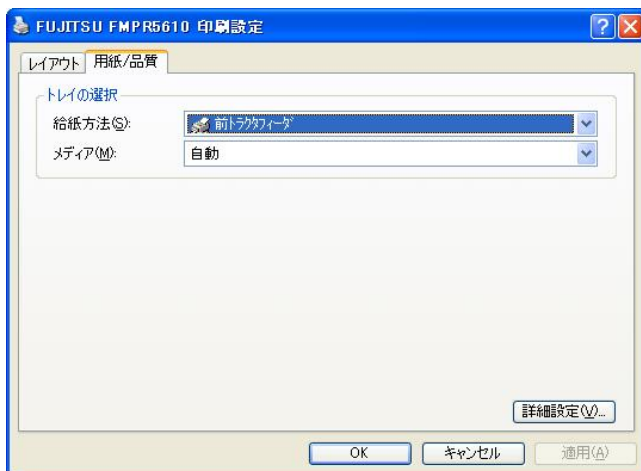 FUJITSU FMPR5610 印刷設定
レイアウト 用紙/品質
トレイの選択
給紙方法(S): 前ﾄﾗｸﾀﾌｨｰﾀﾞ
メディア(M): 自動
詳細設定(V)...
OK キャンセル 適用(A)